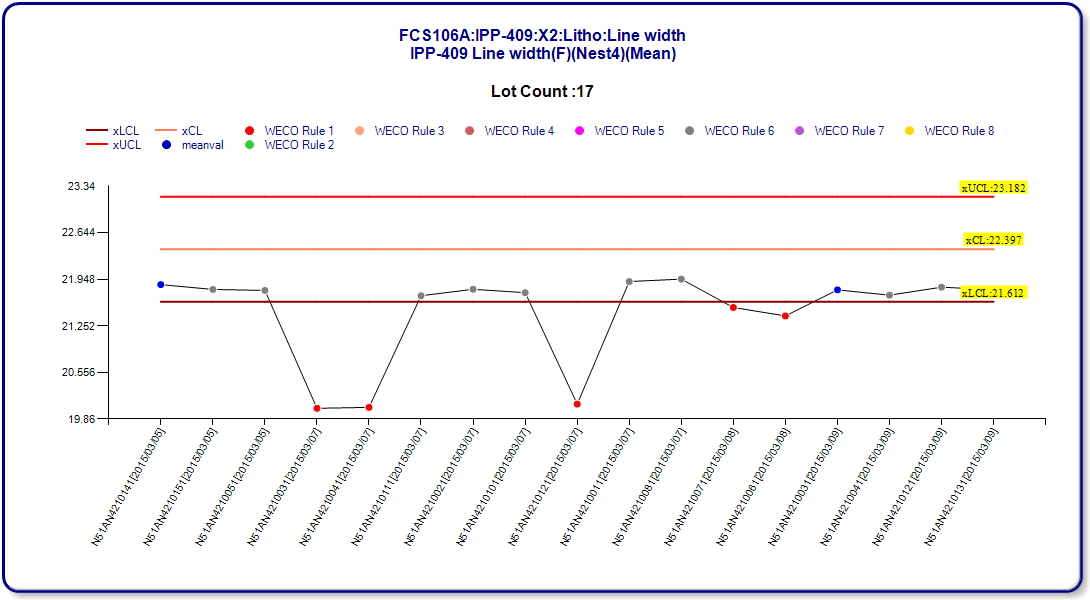 FCS106A:IPP-409:X2:Litho:Line width
IPP-409 Line width(F)(Nest4)(Mean)
Lot Count :17
xLCL xCL WECO Rule 1 WECO Rule 3 WECO Rule 4 WECO Rule 5 WECO Rule 6 WECO Rule 7 WECO Rule 8
xUCL meanval WECO Rule 2
23.34
xUCL:23.182
22.644
xCL:22.397
21.948
xLCL:21.612
21.252
20.556
19.86
N51AN4210141[2015/03/05]
N51AN4210151[2015/03/05]
N51AN4210051[2015/03/05]
N51AN4210031[2015/03/07]
N51AN4210041[2015/03/07]
N51AN4210111[2015/03/07]
N51AN4210021[2015/03/07]
N51AN4210101[2015/03/07]
N51AN4210121[2015/03/07]
N51AN4210011[2015/03/07]
N51AN4210081[2015/03/07]
N51AN4210071[2015/03/08]
N51AN4210061[2015/03/08]
N51AN4210031[2015/03/09]
N51AN4210041[2015/03/09]
N51AN4210121[2015/03/09]
N51AN4210131[2015/03/09]